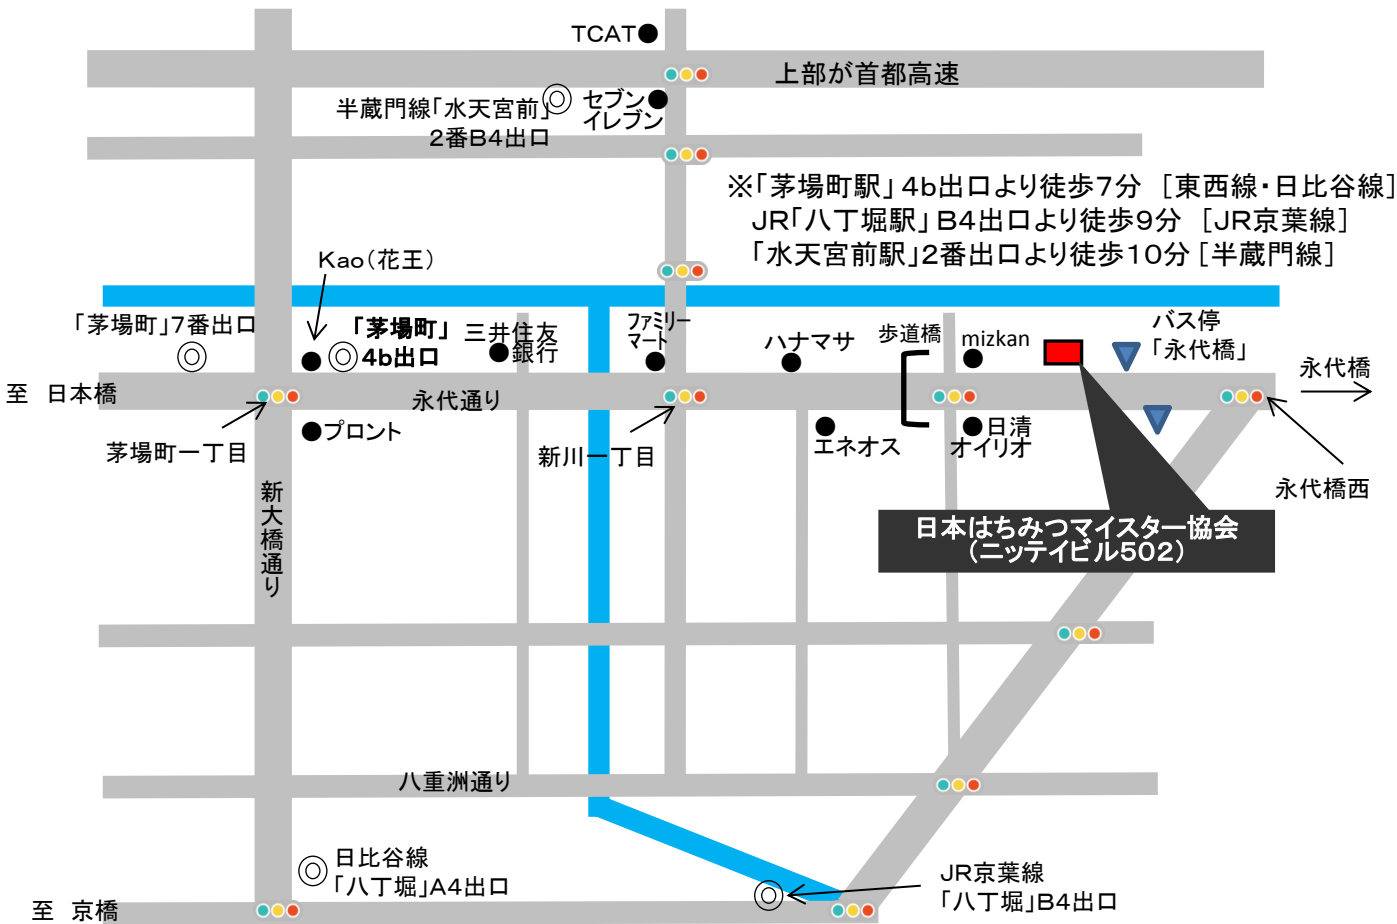 TCAT
上部が首都高速
半蔵門線「水天宮前」
2番B4出口
セブン
イレブン
※「茅場町駅」4b出口より徒歩7分 [東西線・日比谷線]
JR「八丁堀駅」B4出口より徒歩9分 [JR京葉線]
「水天宮前駅」2番出口より徒歩10分 [半蔵門線]
Kao(花王)
「茅場町」7番出口
「茅場町」
4b出口
三井住友
銀行
ファミリー
マート
ハナマサ
歩道橋
mizkan
バス停
「永代橋」
永代橋
至 日本橋
永代通り
プロント
茅場町一丁目
新川一丁目
エネオス
日清
オイリオ
永代橋西
新大橋通り
日本はちみつマイスター協会
(ニッテイビル502)
八重洲通り
日比谷線
「八丁堀」A4出口
JR京葉線
「八丁堀」B4出口
至 京橋